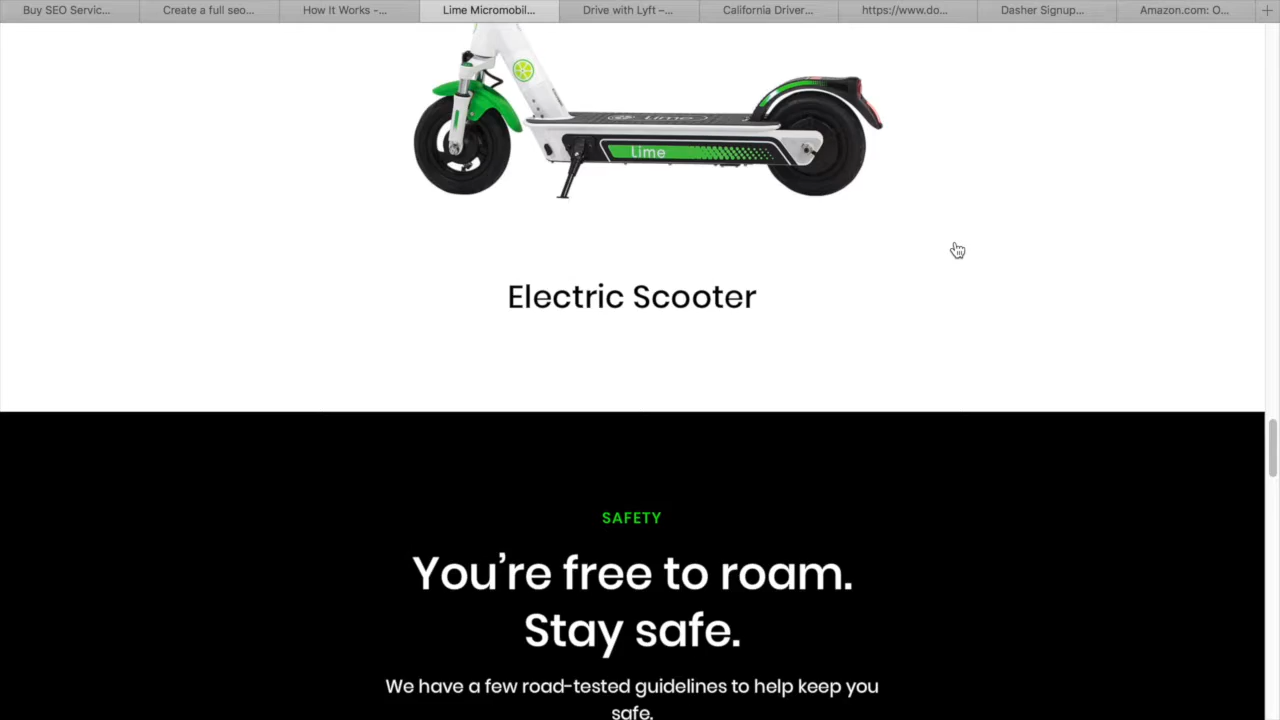 Buy SEO Servic...
Create a full seo...
How It Works -...
Lime Micromobil...
Drive with Lyft –...
California Driver...
https://www.do...
Dasher Signup...
Amazon.com: O...
Lime
Lime
Electric Scooter
SAFETY
You’re free to roam.
Stay safe.
We have a few road-tested guidelines to help keep you
safe.